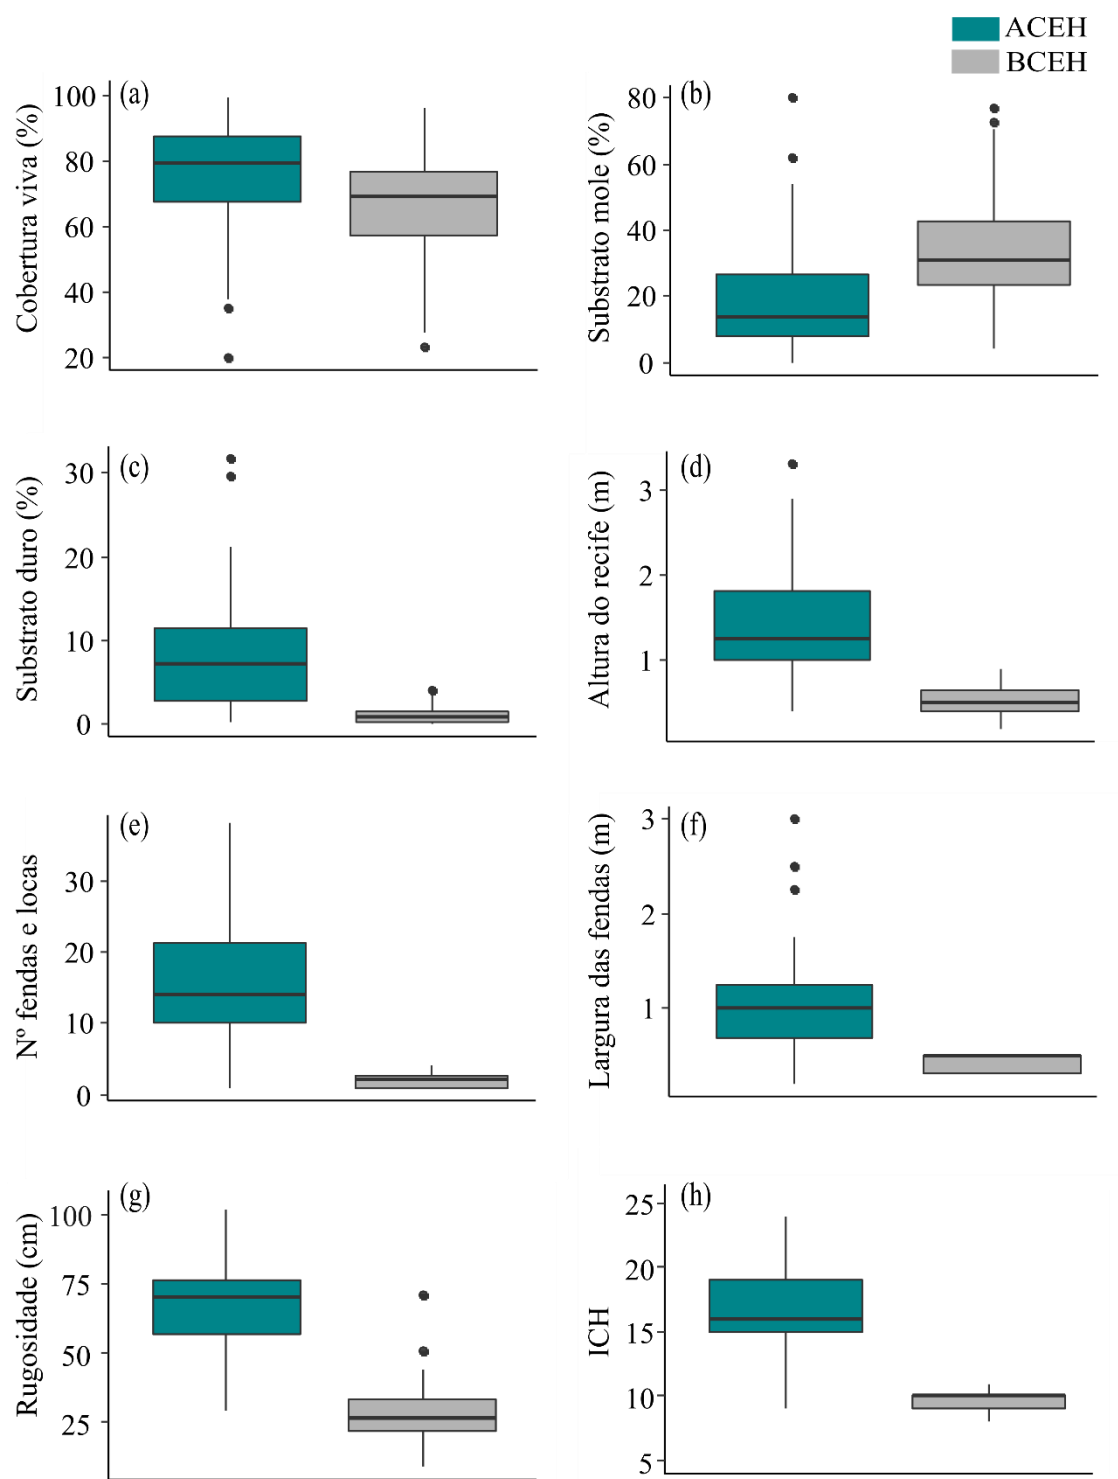 ACEH
BCEH
(a)
Cobertura viva (%)
100
80
60
40
20
(b)
Substrato mole (%)
80
60
40
20
0
(c)
Substrato duro (%)
30
20
10
0
(d)
Altura do recife (m)
3
2
1
(e)
Nº fendas e locas
30
20
10
0
(f)
Largura das fendas (m)
3
2
1
(g)
Rugosidade (cm)
100
75
50
25
(h)
ICH
25
20
15
10
5